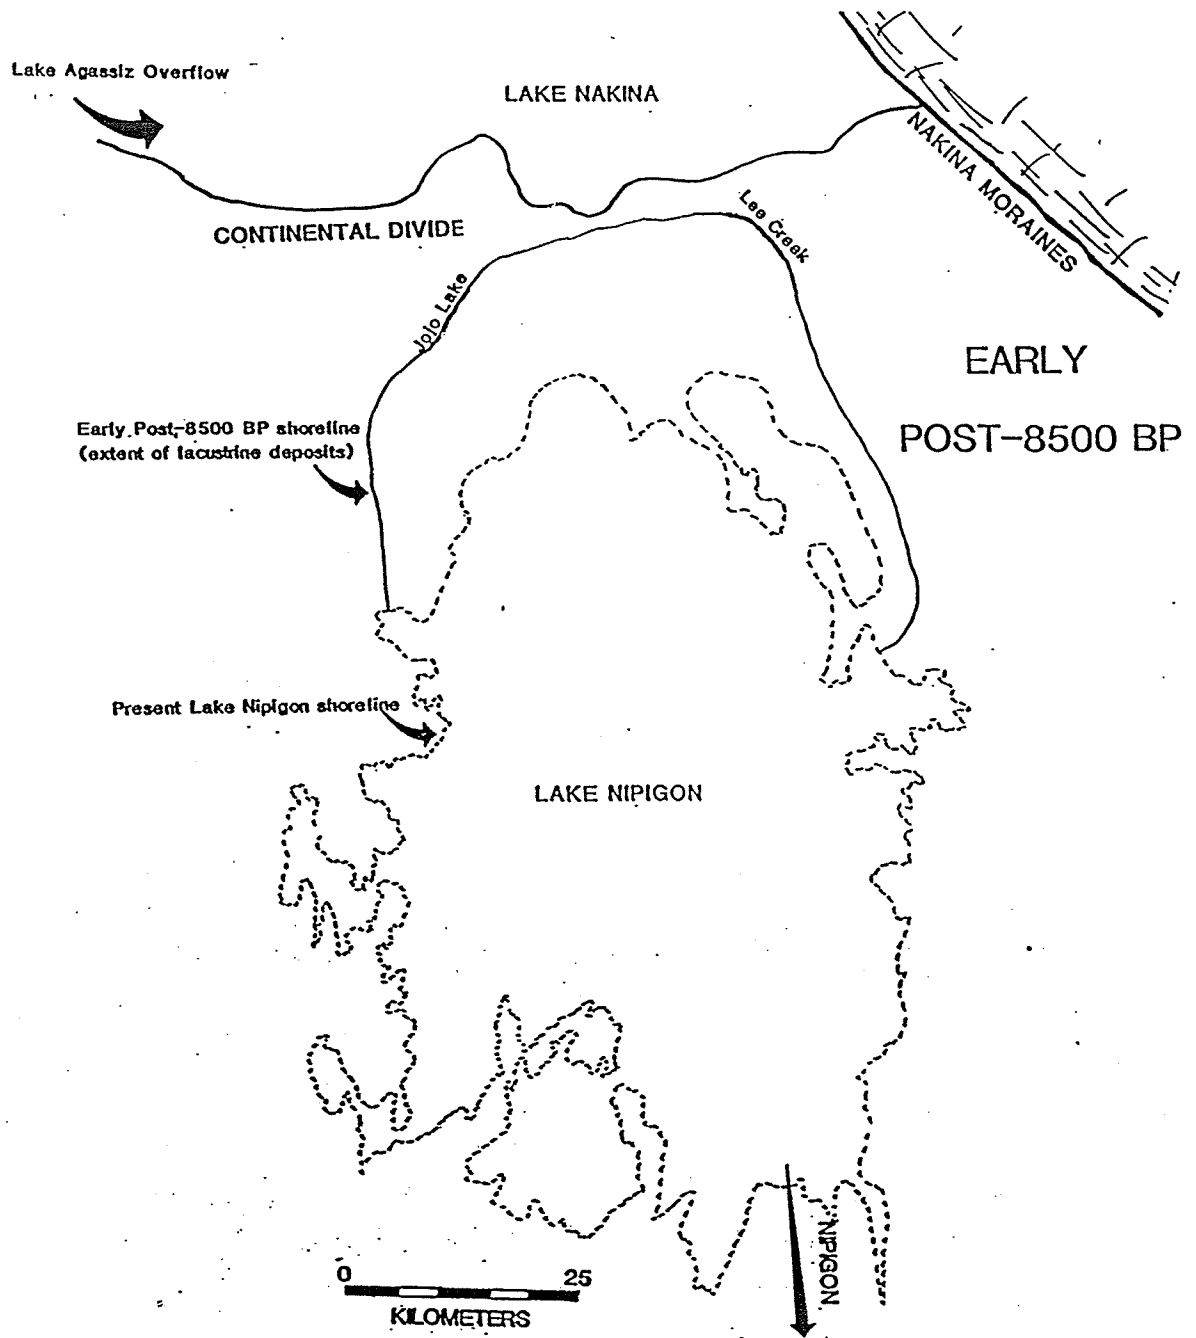 Lake Agassiz Overflow
LAKE NAKINA
NAKINA MORAINES
CONTINENTAL DIVIDE
Lee Creek
Jojo Lake
EARLY
POST-8500 BP
Early Post-8500 BP shoreline
(extent of lacustrine deposits)
Present Lake Nipigon shoreline
LAKE NIPIGON
NIPIGON
0 25
KILOMETERS